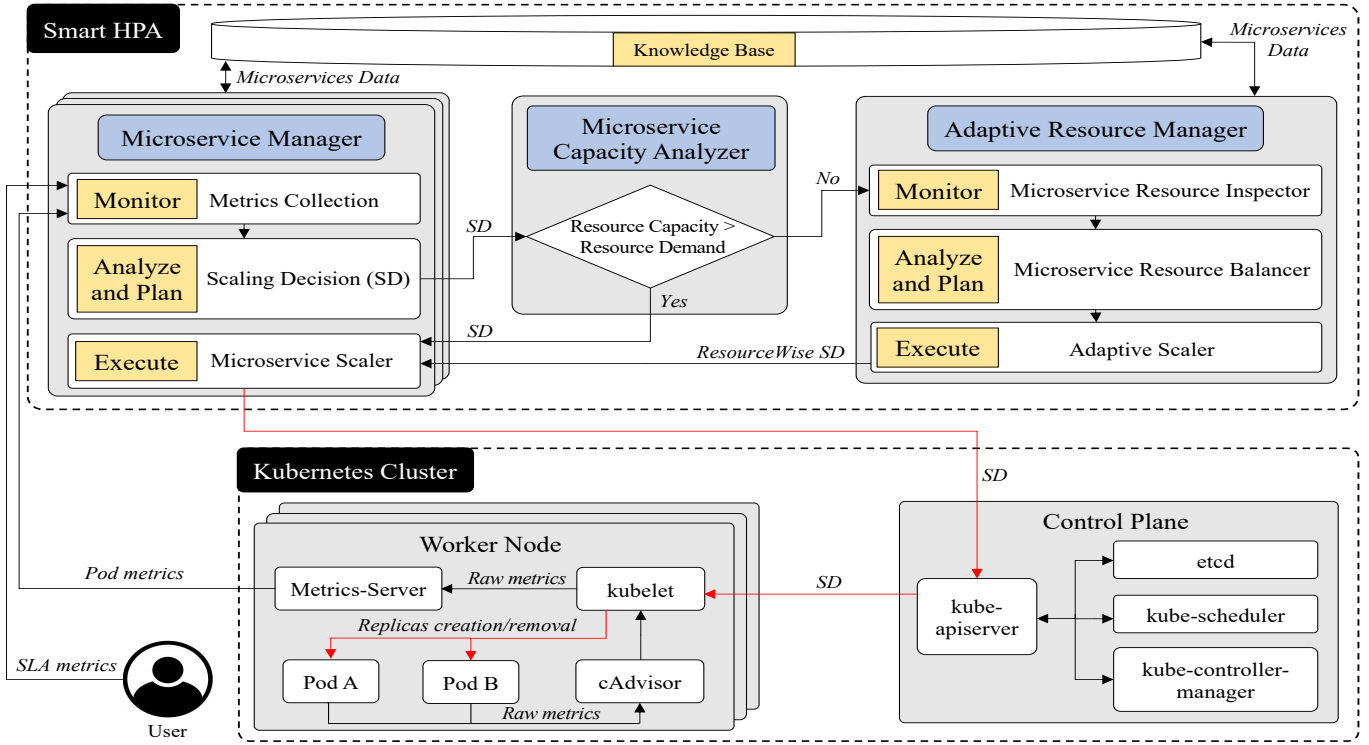 Smart HPA
Knowledge Base
Microservices Data
Microservices
Data
Microservice Manager
Monitor
Metrics Collection
Analyze
and Plan
Scaling Decision (SD)
Execute
Microservice Scaler
SD
Microservice
Capacity Analyzer
Resource Capacity >
Resource Demand
No
Yes
SD
Adaptive Resource Manager
Monitor
Microservice Resource Inspector
Analyze
and Plan
Microservice Resource Balancer
Execute
Adaptive Scaler
ResourceWise SD
Kubernetes Cluster
SD
Worker Node
Metrics-Server
Raw metrics
kubelet
Replicas creation/removal
Pod A
Pod B
cAdvisor
Raw metrics
SD
Control Plane
kube-
apiserver
etcd
kube-scheduler
kube-controller-
manager
Pod metrics
SLA metrics
User